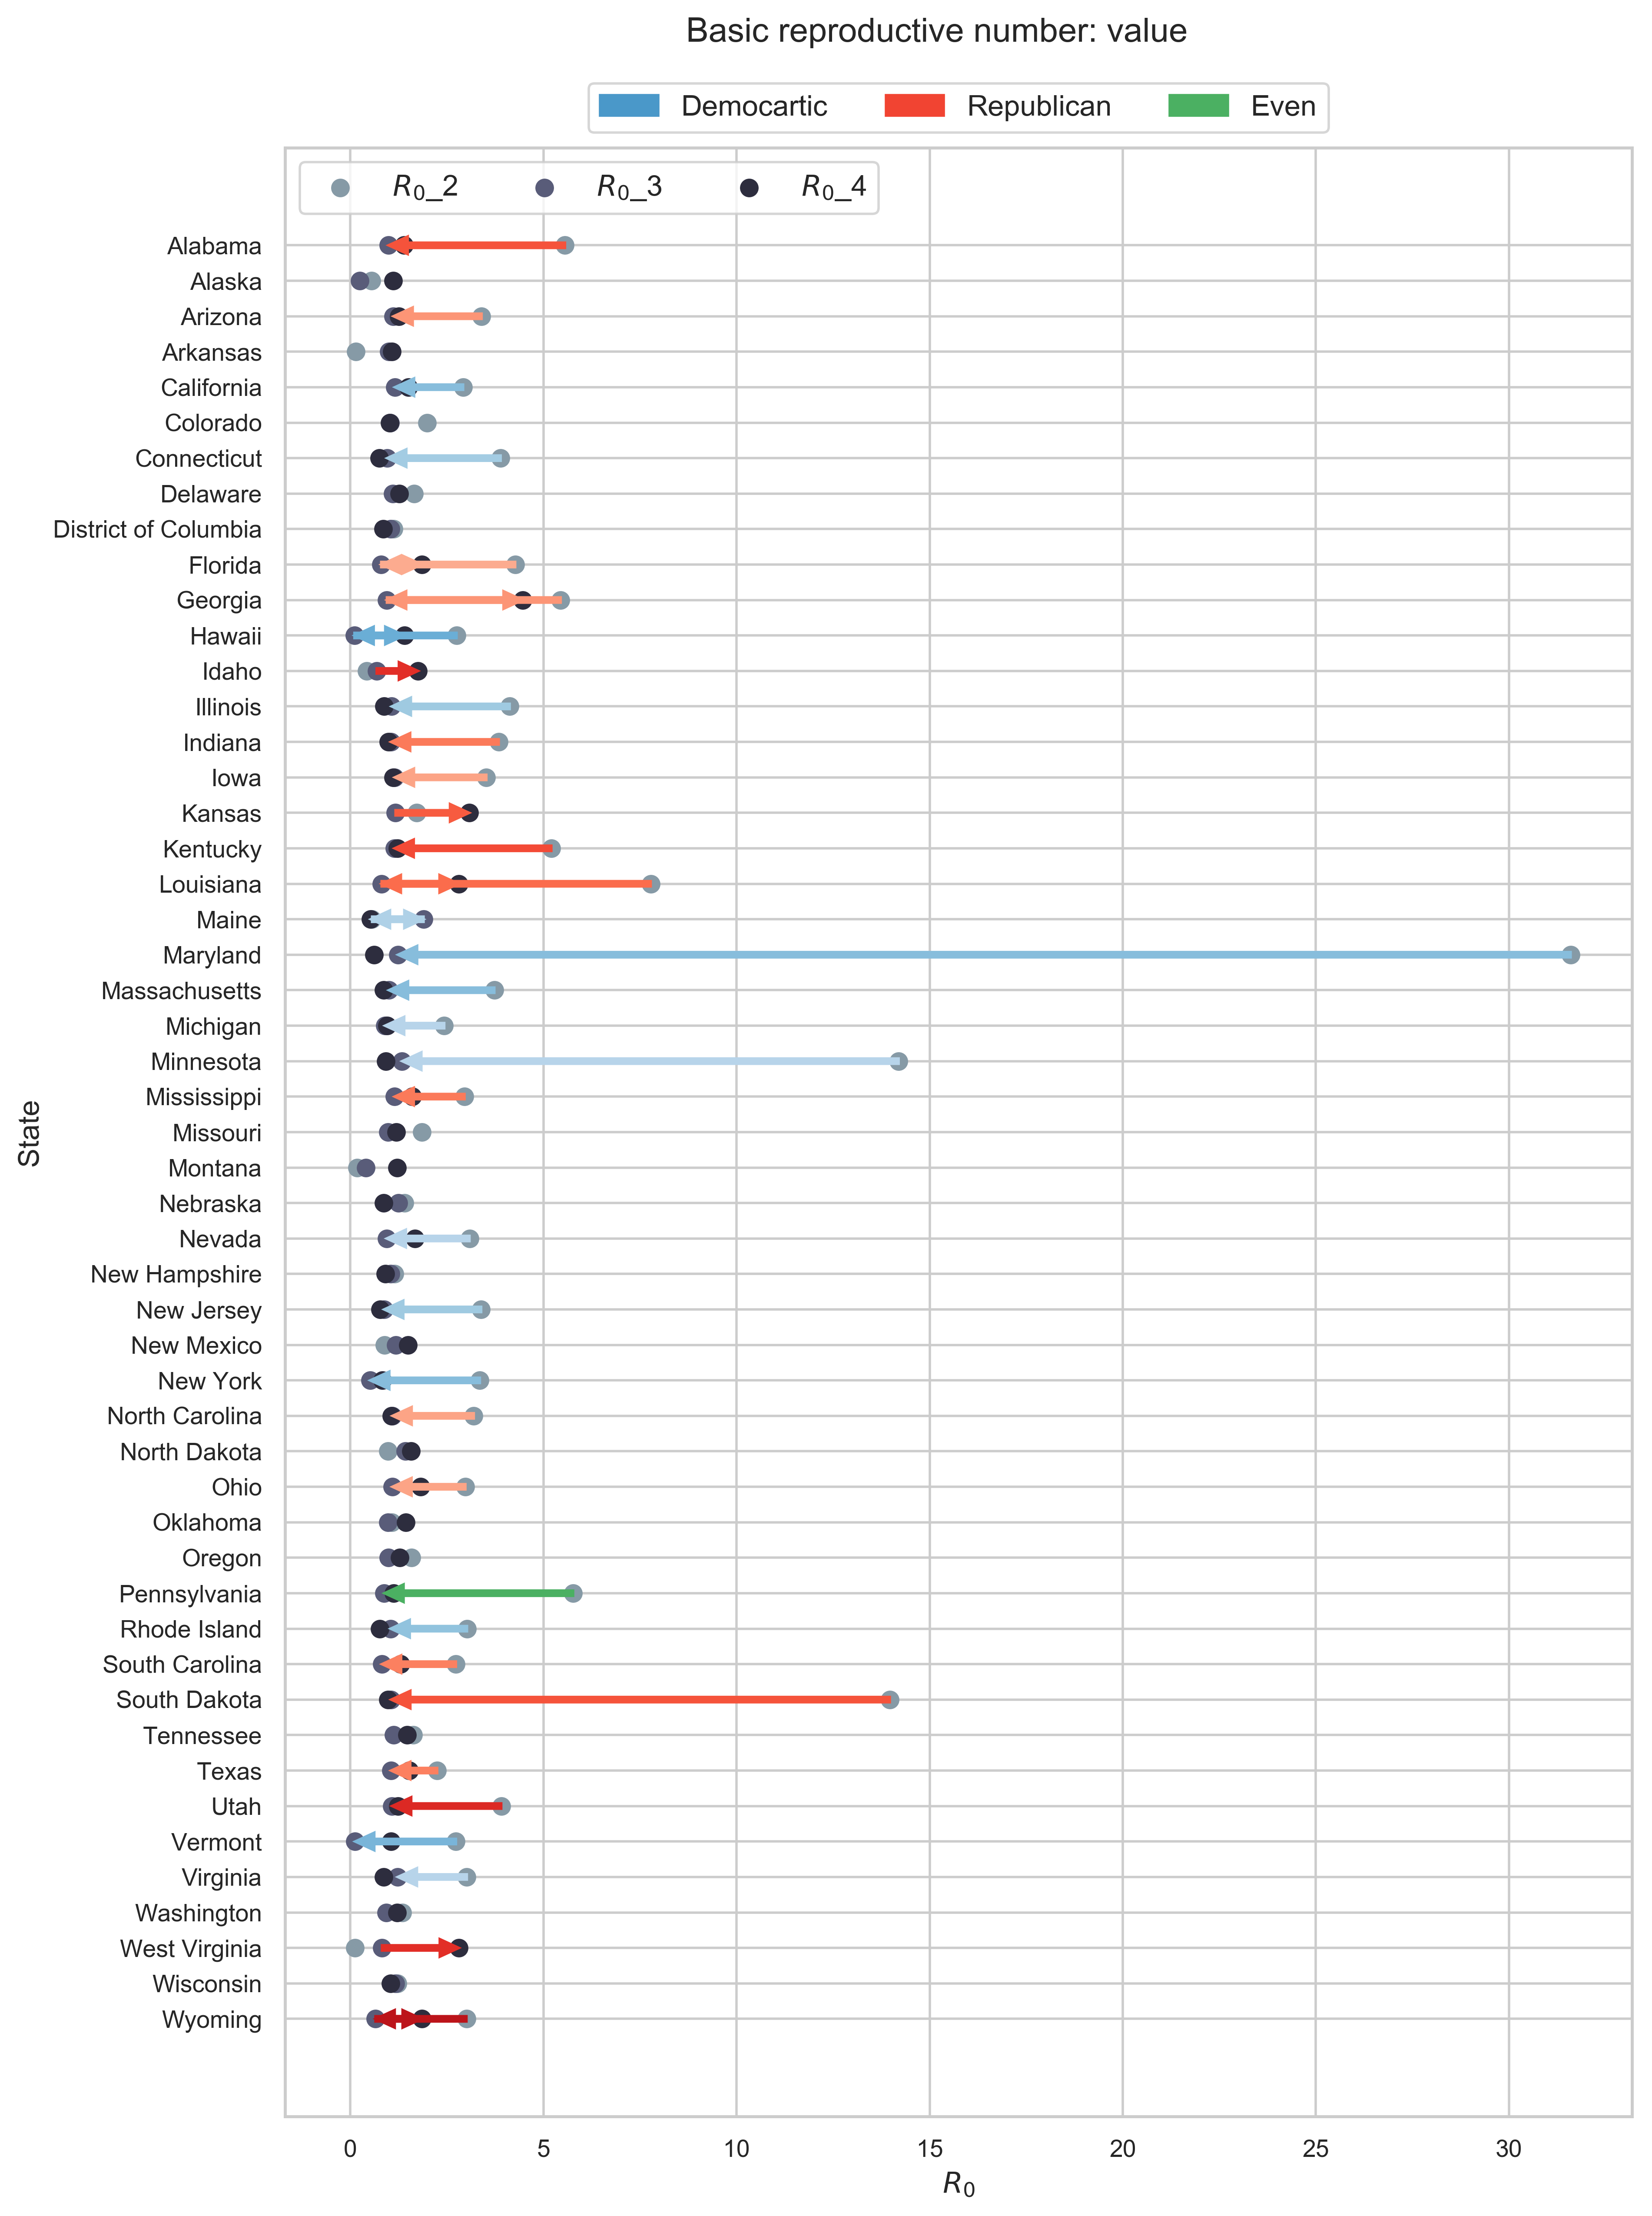 Basic reproductive number: value
Democartic Republican Even
R₀_2 R₀_3 R₀_4
Alabama
Alaska
Arizona
Arkansas
California
Colorado
Connecticut
Delaware
District of Columbia
Florida
Georgia
Hawaii
Idaho
Illinois
Indiana
Iowa
Kansas
Kentucky
Louisiana
Maine
Maryland
Massachusetts
Michigan
Minnesota
Mississippi
Missouri
Montana
Nebraska
Nevada
New Hampshire
New Jersey
New Mexico
New York
North Carolina
North Dakota
Ohio
Oklahoma
Oregon
Pennsylvania
Rhode Island
South Carolina
South Dakota
Tennessee
Texas
Utah
Vermont
Virginia
Washington
West Virginia
Wisconsin
Wyoming
State
0 5 10 15 20 25 30
R₀